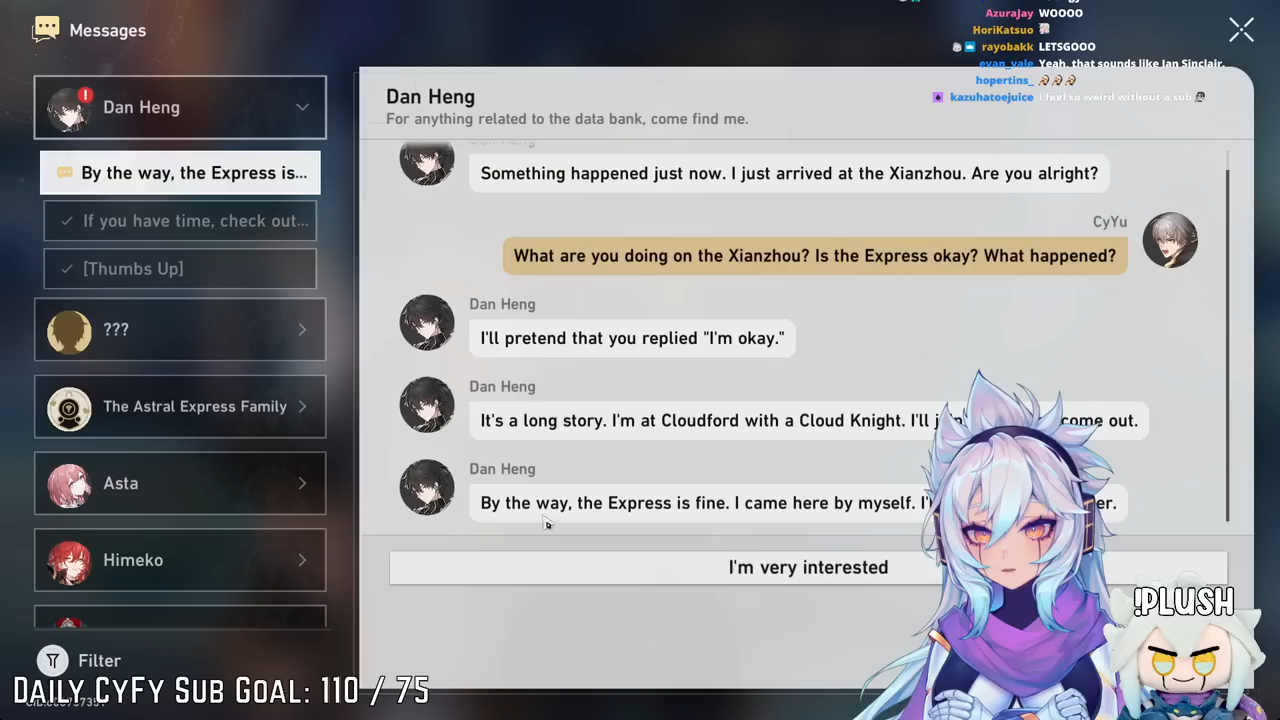 Messages
AzuraJay WOOOO
HoriKatsuo
rayobakk LETSGOOO
evan_vale Yeah, that sounds like Ian Sinclair.
hopertins_
kazuhatoejuice I feel so weird without a sub
Dan Heng
By the way, the Express is...
If you have time, check out...
[Thumbs Up]
???
The Astral Express Family
Asta
Himeko
Filter
Dan Heng
For anything related to the data bank, come find me.
Dan Heng
Something happened just now. I just arrived at the Xianzhou. Are you alright?
CyYu
What are you doing on the Xianzhou? Is the Express okay? What happened?
Dan Heng
I'll pretend that you replied "I'm okay."
Dan Heng
It's a long story. I'm at Cloudford with a Cloud Knight. I'll come out.
Dan Heng
By the way, the Express is fine. I came here by myself.
I'm very interested
!PLUSH
DAILY CYFY SUB GOAL: 110 / 75